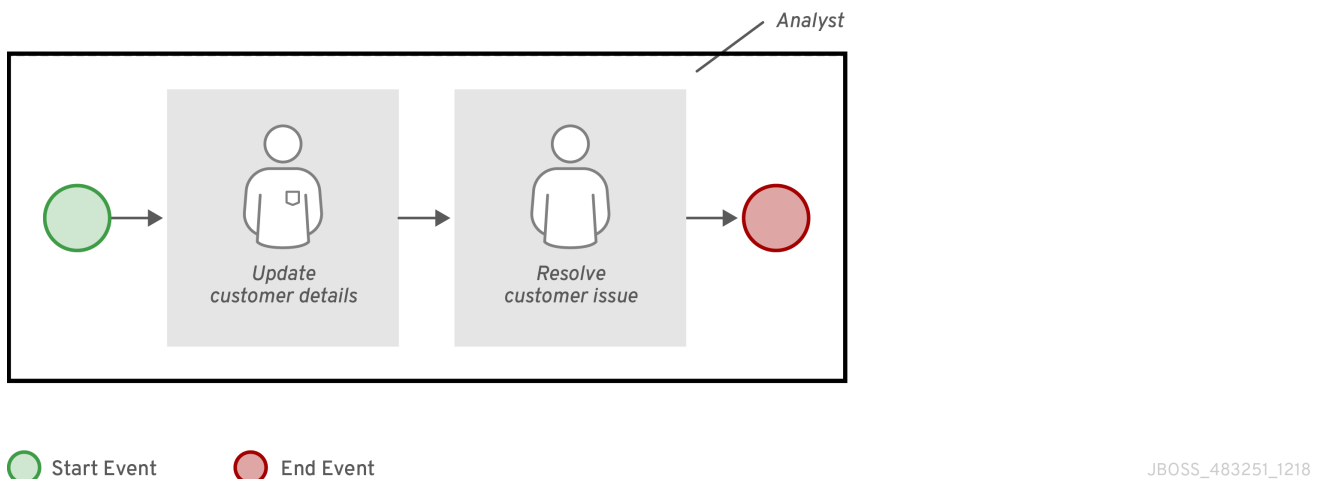 Analyst
Update
customer details
Resolve
customer issue
Start Event
End Event
JBOSS_483251_1218